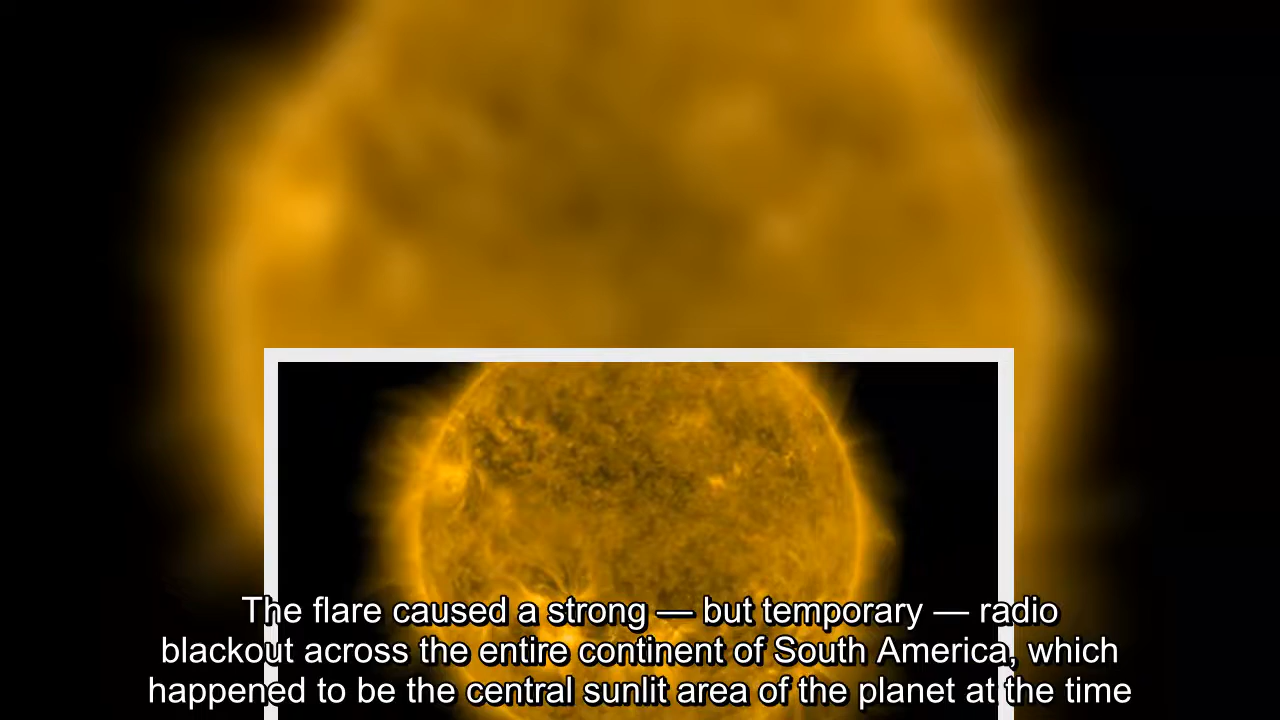 The flare caused a strong — but temporary — radio
blackout across the entire continent of South America, which
happened to be the central sunlit area of the planet at the time